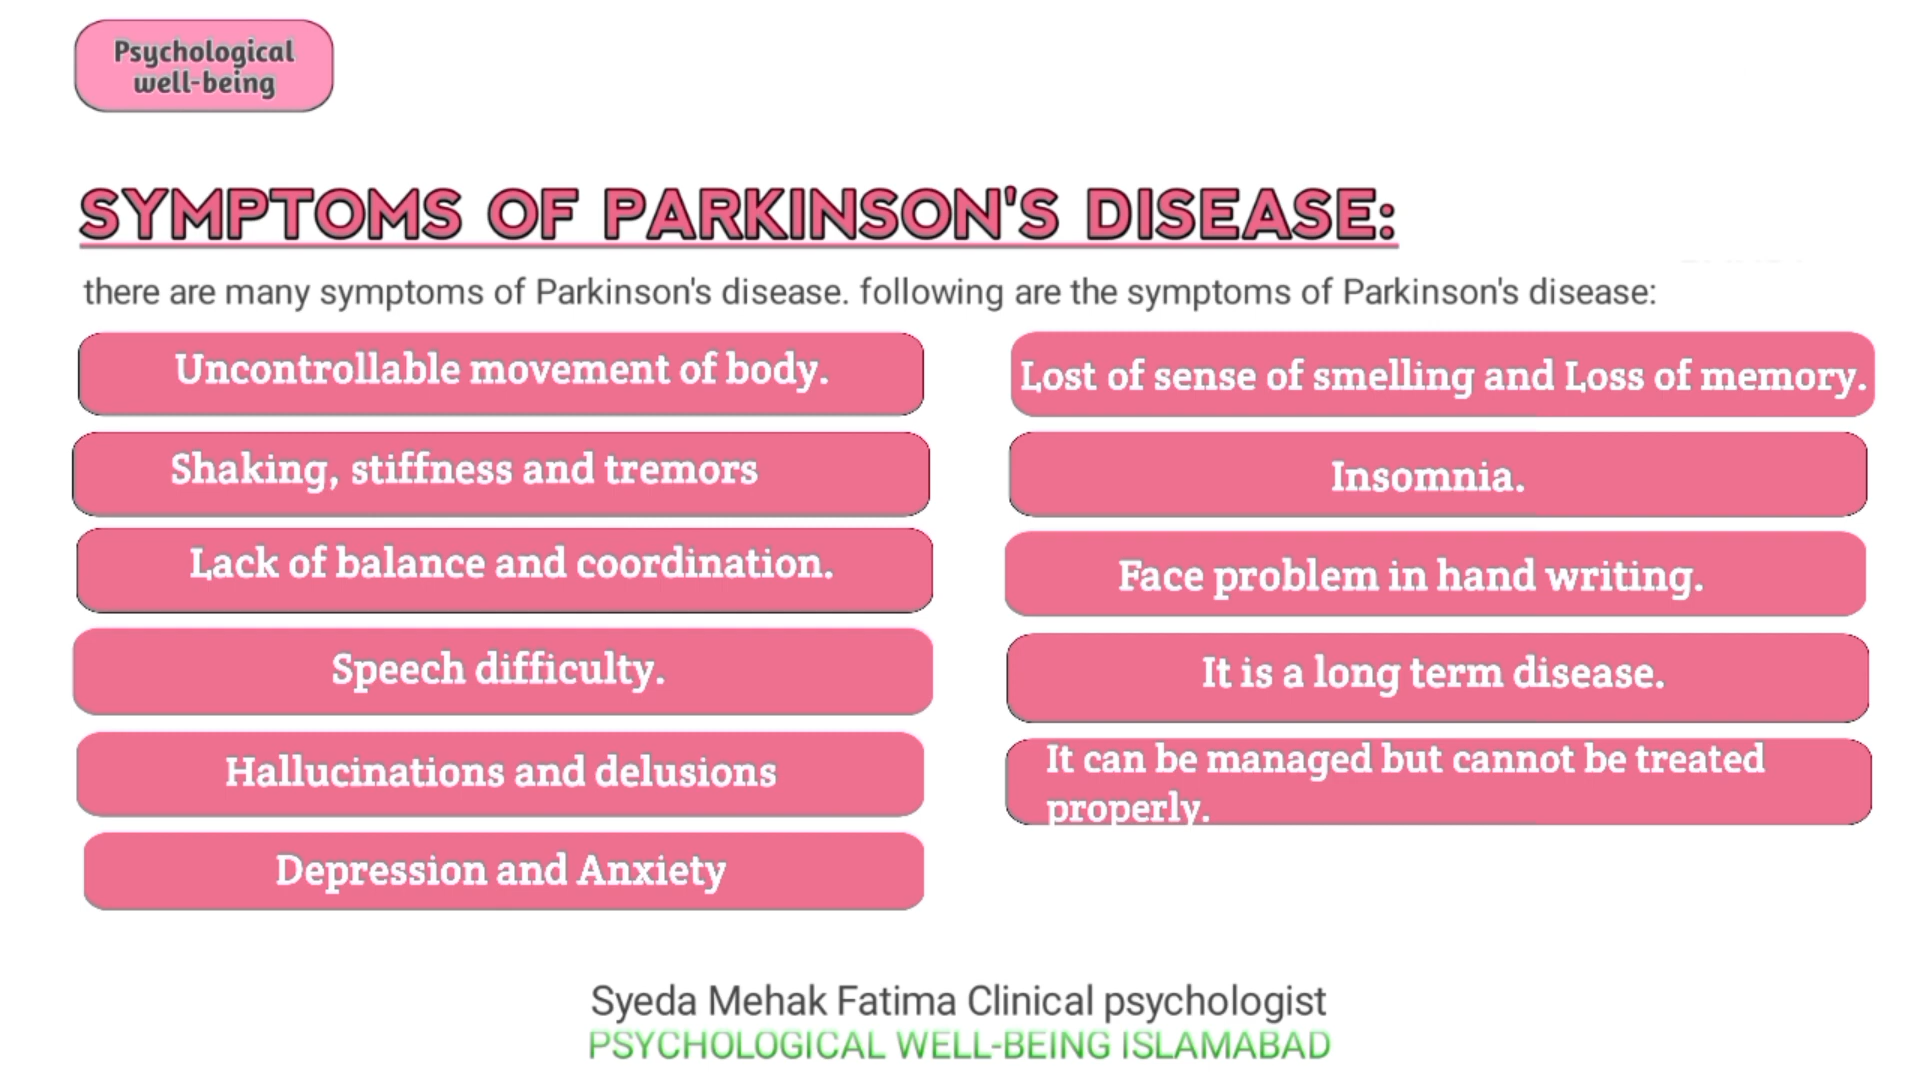 Psychological
well-being
SYMPTOMS OF PARKINSON'S DISEASE:
there are many symptoms of Parkinson's disease. following are the symptoms of Parkinson's disease:
Uncontrollable movement of body.
Shaking, stiffness and tremors
Lack of balance and coordination.
Speech difficulty.
Hallucinations and delusions
Depression and Anxiety
Lost of sense of smelling and Loss of memory.
Insomnia.
Face problem in hand writing.
It is a long term disease.
It can be managed but cannot be treated
properly.
Syeda Mehak Fatima Clinical psychologist
PSYCHOLOGICAL WELL-BEING ISLAMABAD